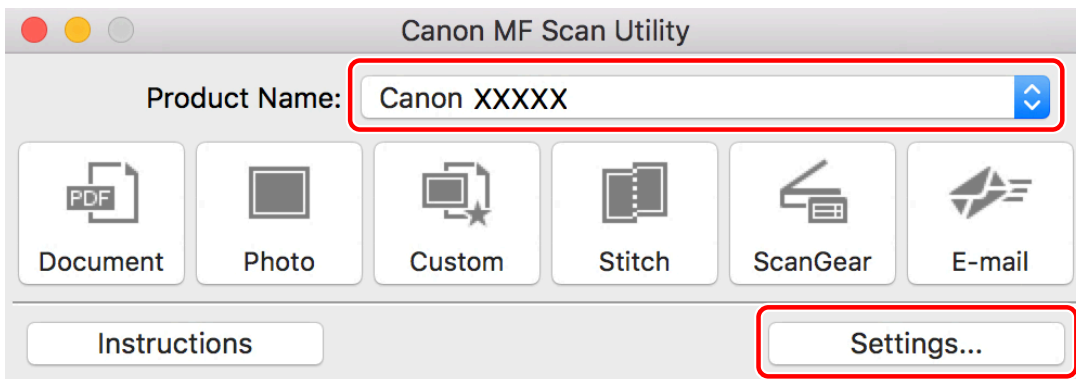 Canon MF Scan Utility
Product Name: Canon XXXXX
PDF
Document Photo Custom Stitch ScanGear E-mail
Instructions Settings...